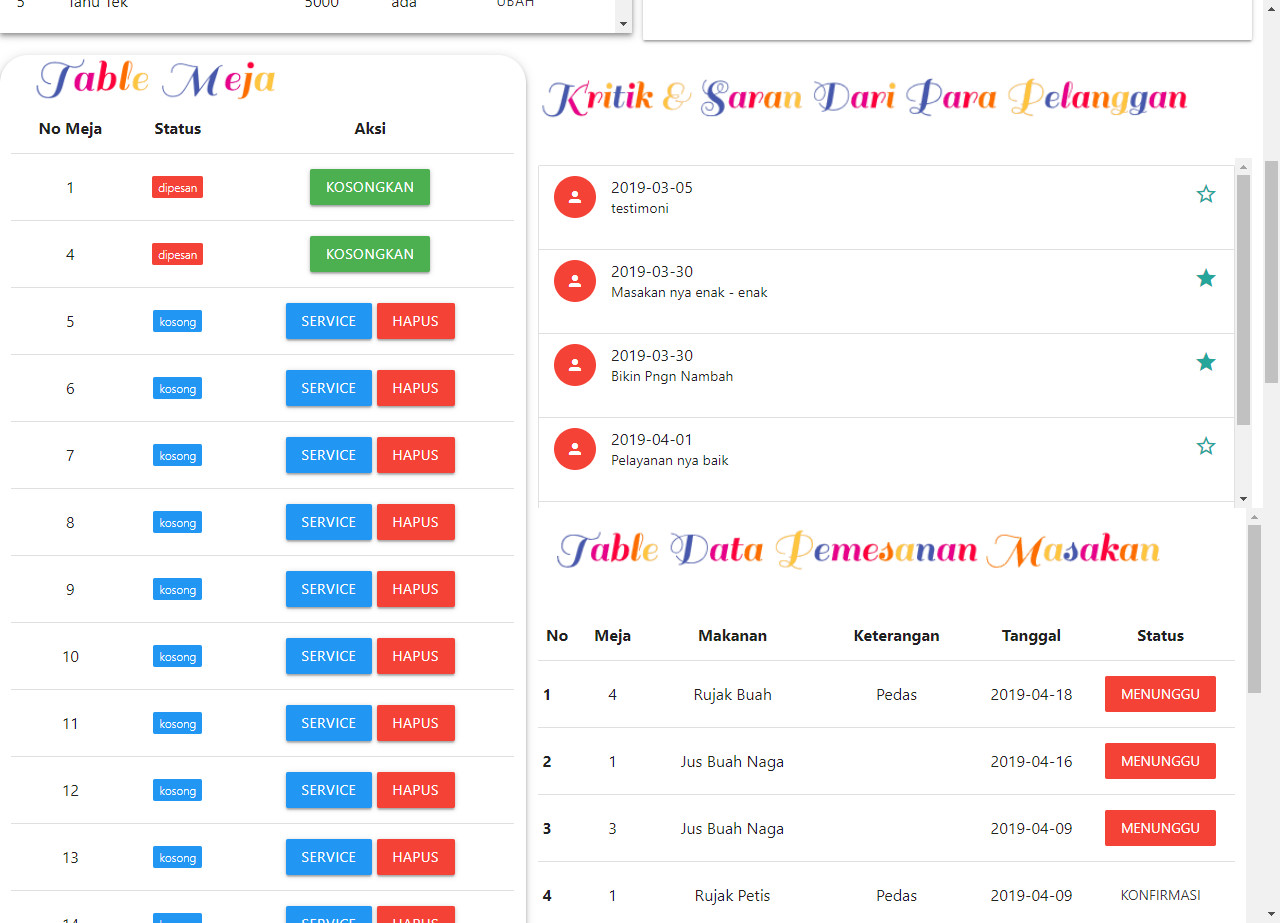 5 Tahu Tek 5000 ada UBAH
Table Meja
No Meja Status Aksi
1 dipesan KOSONGKAN
4 dipesan KOSONGKAN
5 kosong SERVICE HAPUS
6 kosong SERVICE HAPUS
7 kosong SERVICE HAPUS
8 kosong SERVICE HAPUS
9 kosong SERVICE HAPUS
10 kosong SERVICE HAPUS
11 kosong SERVICE HAPUS
12 kosong SERVICE HAPUS
13 kosong SERVICE HAPUS
14 kosong SERVICE HAPUS
Kritik & Saran Dari Para Pelanggan
2019-03-05
testimoni
2019-03-30
Masakan nya enak - enak
2019-03-30
Bikin Pngn Nambah
2019-04-01
Pelayanan nya baik
Table Data Pemesanan Masakan
No Meja Makanan Keterangan Tanggal Status
1 4 Rujak Buah Pedas 2019-04-18 MENUNGGU
2 1 Jus Buah Naga 2019-04-16 MENUNGGU
3 3 Jus Buah Naga 2019-04-09 MENUNGGU
4 1 Rujak Petis Pedas 2019-04-09 KONFIRMASI